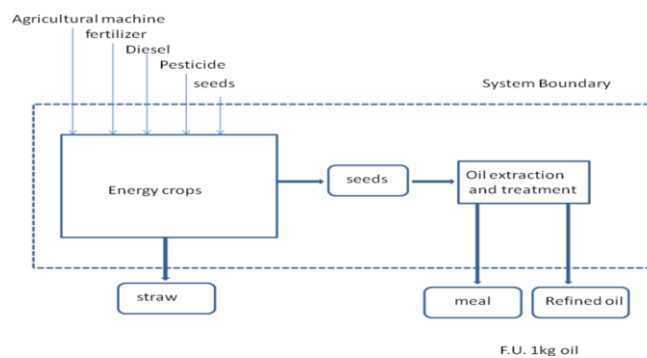 Agricultural machine
fertilizer
Diesel
Pesticide
seeds
System Boundary
Energy crops
seeds
Oil extraction
and treatment
straw
meal
Refined oil
F.U. 1kg oil